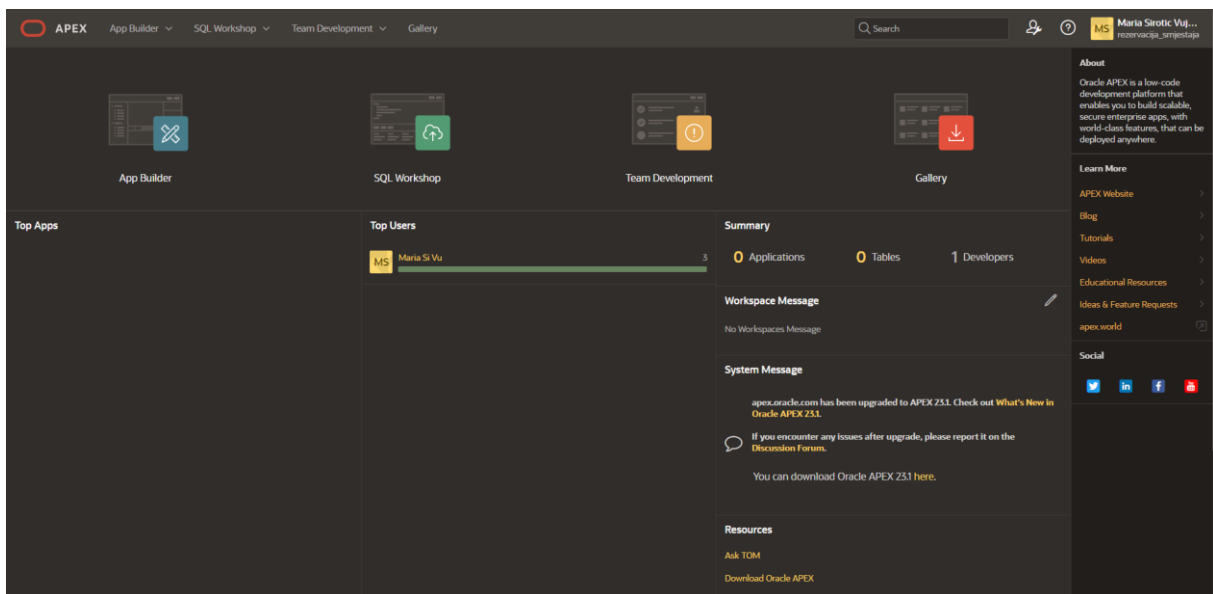 APEX
App Builder
SQL Workshop
Team Development
Gallery
Search
MS
Maria Sirotic Vuj...
rezervacija_smjestaja
App Builder
SQL Workshop
Team Development
Gallery
Top Apps
Top Users
MS
Maria Si Vu
3
Summary
0 Applications
0 Tables
1 Developers
Workspace Message
No Workspaces Message
System Message
apex.oracle.com has been upgraded to APEX 23.1. Check out What's New in
Oracle APEX 23.1.
If you encounter any issues after upgrade, please report it on the
Discussion Forum.
You can download Oracle APEX 23.1 here.
Resources
Ask TOM
Download Oracle APEX
About
Oracle APEX is a low-code
development platform that
enables you to build scalable,
secure enterprise apps, with
world-class features, that can be
deployed anywhere.
Learn More
APEX Website
Blog
Tutorials
Videos
Educational Resources
Ideas & Feature Requests
apex.world
Social